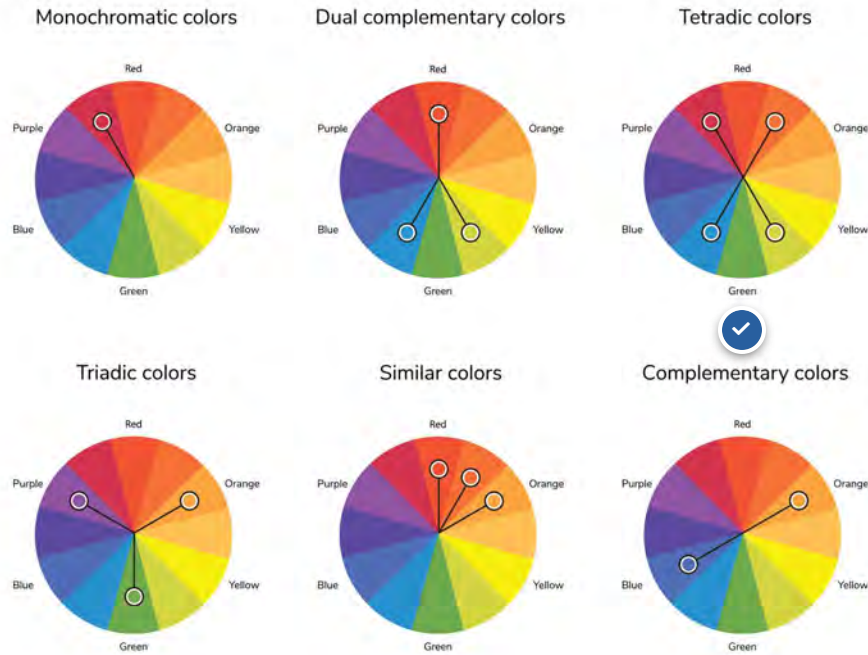 Monochromatic colors
Dual complementary colors
Tetradic colors
Red
Purple
Orange
Blue
Yellow
Green
Red
Purple
Orange
Blue
Yellow
Green
Red
Purple
Orange
Blue
Yellow
Green
Triadic colors
Similar colors
Complementary colors
Red
Purple
Orange
Blue
Yellow
Green
Red
Purple
Orange
Blue
Yellow
Green
Red
Purple
Orange
Blue
Yellow
Green